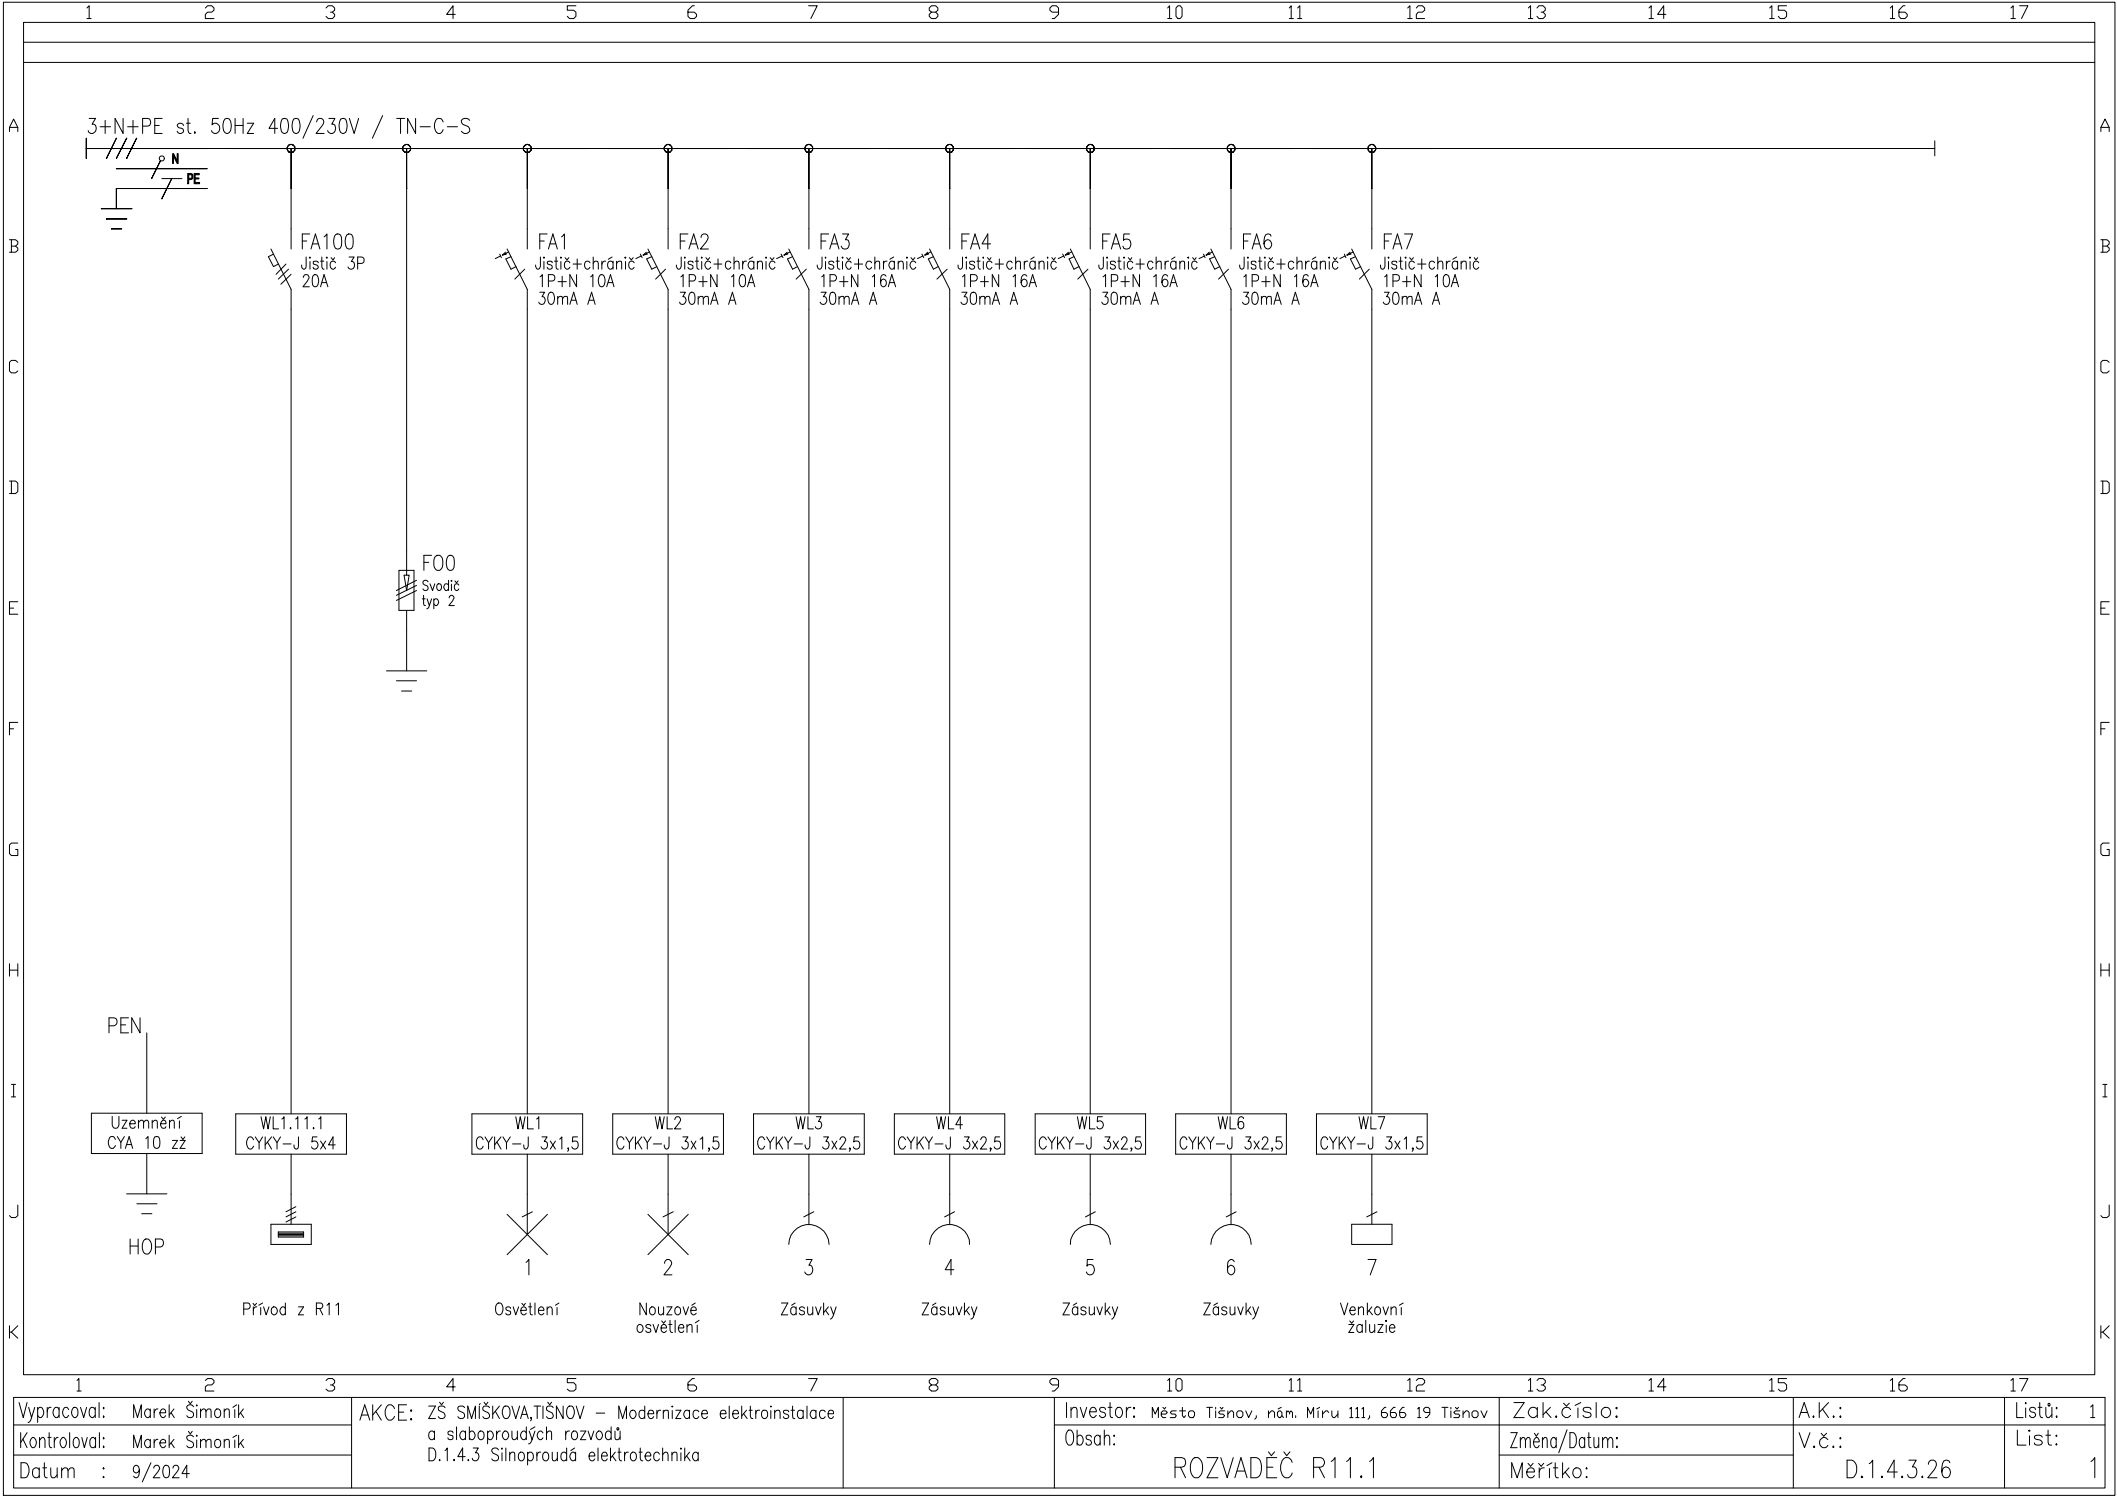 1 2 3 4 5 6 7 8 9 10 11 12 13 14 15 16 17
A A
3+N+PE st. 50Hz 400/230V / TN-C-S
N
PE
B B
FA100
Jistič 3P
20A
FA1
Jistič+chránič
1P+N 10A
30mA A
FA2
Jistič+chránič
1P+N 10A
30mA A
FA3
Jistič+chránič
1P+N 16A
30mA A
FA4
Jistič+chránič
1P+N 16A
30mA A
FA5
Jistič+chránič
1P+N 16A
30mA A
FA6
Jistič+chránič
1P+N 16A
30mA A
FA7
Jistič+chránič
1P+N 10A
30mA A
C C
D D
FO0
Svodič
typ 2
E E
F F
G G
H H
PEN
I I
Uzemnění
CYA 10 zž
WL1.11.1
CYKY-J 5x4
WL1
CYKY-J 3x1,5
WL2
CYKY-J 3x1,5
WL3
CYKY-J 3x2,5
WL4
CYKY-J 3x2,5
WL5
CYKY-J 3x2,5
WL6
CYKY-J 3x2,5
WL7
CYKY-J 3x1,5
J J
HOP
1 2 3 4 5 6 7
Přívod z R11
Osvětlení
Nouzové
osvětlení
Zásuvky
Zásuvky
Zásuvky
Zásuvky
Venkovní
žaluzie
K K
1 2 3 4 5 6 7 8 9 10 11 12 13 14 15 16 17
Vypracoval: Marek Šimoník
Kontroloval: Marek Šimoník
Datum : 9/2024
AKCE: ZŠ SMÍŠKOVA,TIŠNOV – Modernizace elektroinstalace
a slaboproudých rozvodů
D.1.4.3 Silnoproudá elektrotechnika
Investor: Město Tišnov, nám. Míru 111, 666 19 Tišnov
Obsah:
ROZVADĚČ R11.1
Zak.číslo:
Změna/Datum:
Měřítko:
A.K.:
V.č.:
D.1.4.3.26
Listů: 1
List:
1